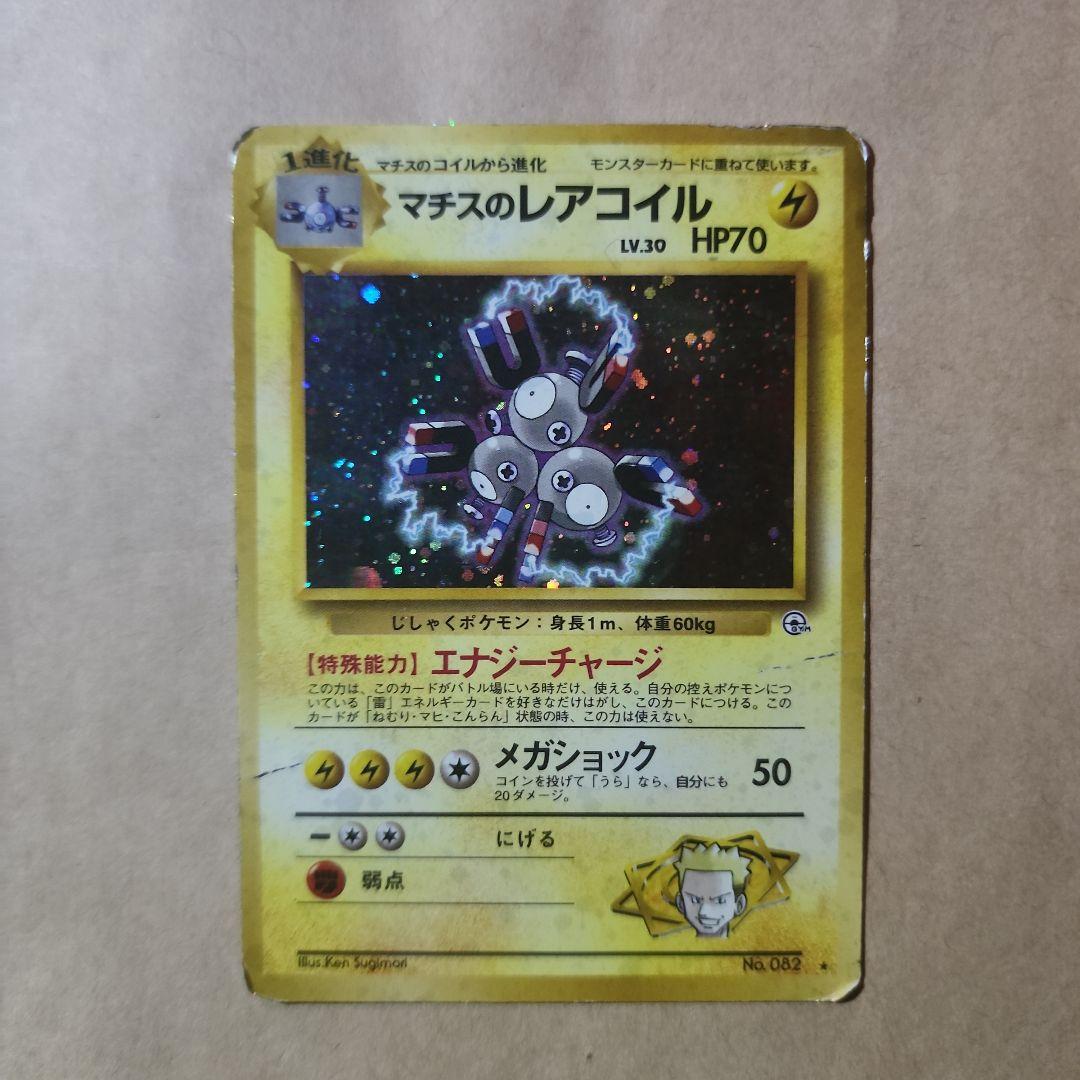 1進化 マチスのコイルから進化 モンスターカードに重ねて使います。
マチスのレアコイル
LV.30 HP70
じしゃくポケモン：身長1m、体重60kg
GYM
【特殊能力】エナジーチャージ
この力は、このカードがバトル場にいる時だけ、使える。自分の控えポケモンにつ
いている「雷」エネルギーカードを好きなだけはがし、このカードにつける。この
カードが「ねむり・マヒ・こんらん」状態の時、この力は使えない。
メガショック 50
コインを投げて「うら」なら、自分にも
20ダメージ。
にげる
弱点
Illus.Ken Sugimori No. 082 ★